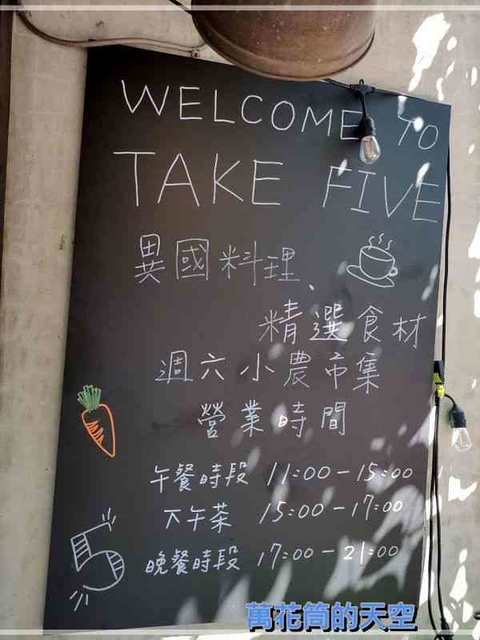 WELCOME TO
TAKE FIVE
異國料理、
精選食材
週六小農市集
營業時間
午餐時段 11:00-15:00
下午茶 15:00-17:00
晚餐時段 17:00-21:00
5
萬花筒的天空